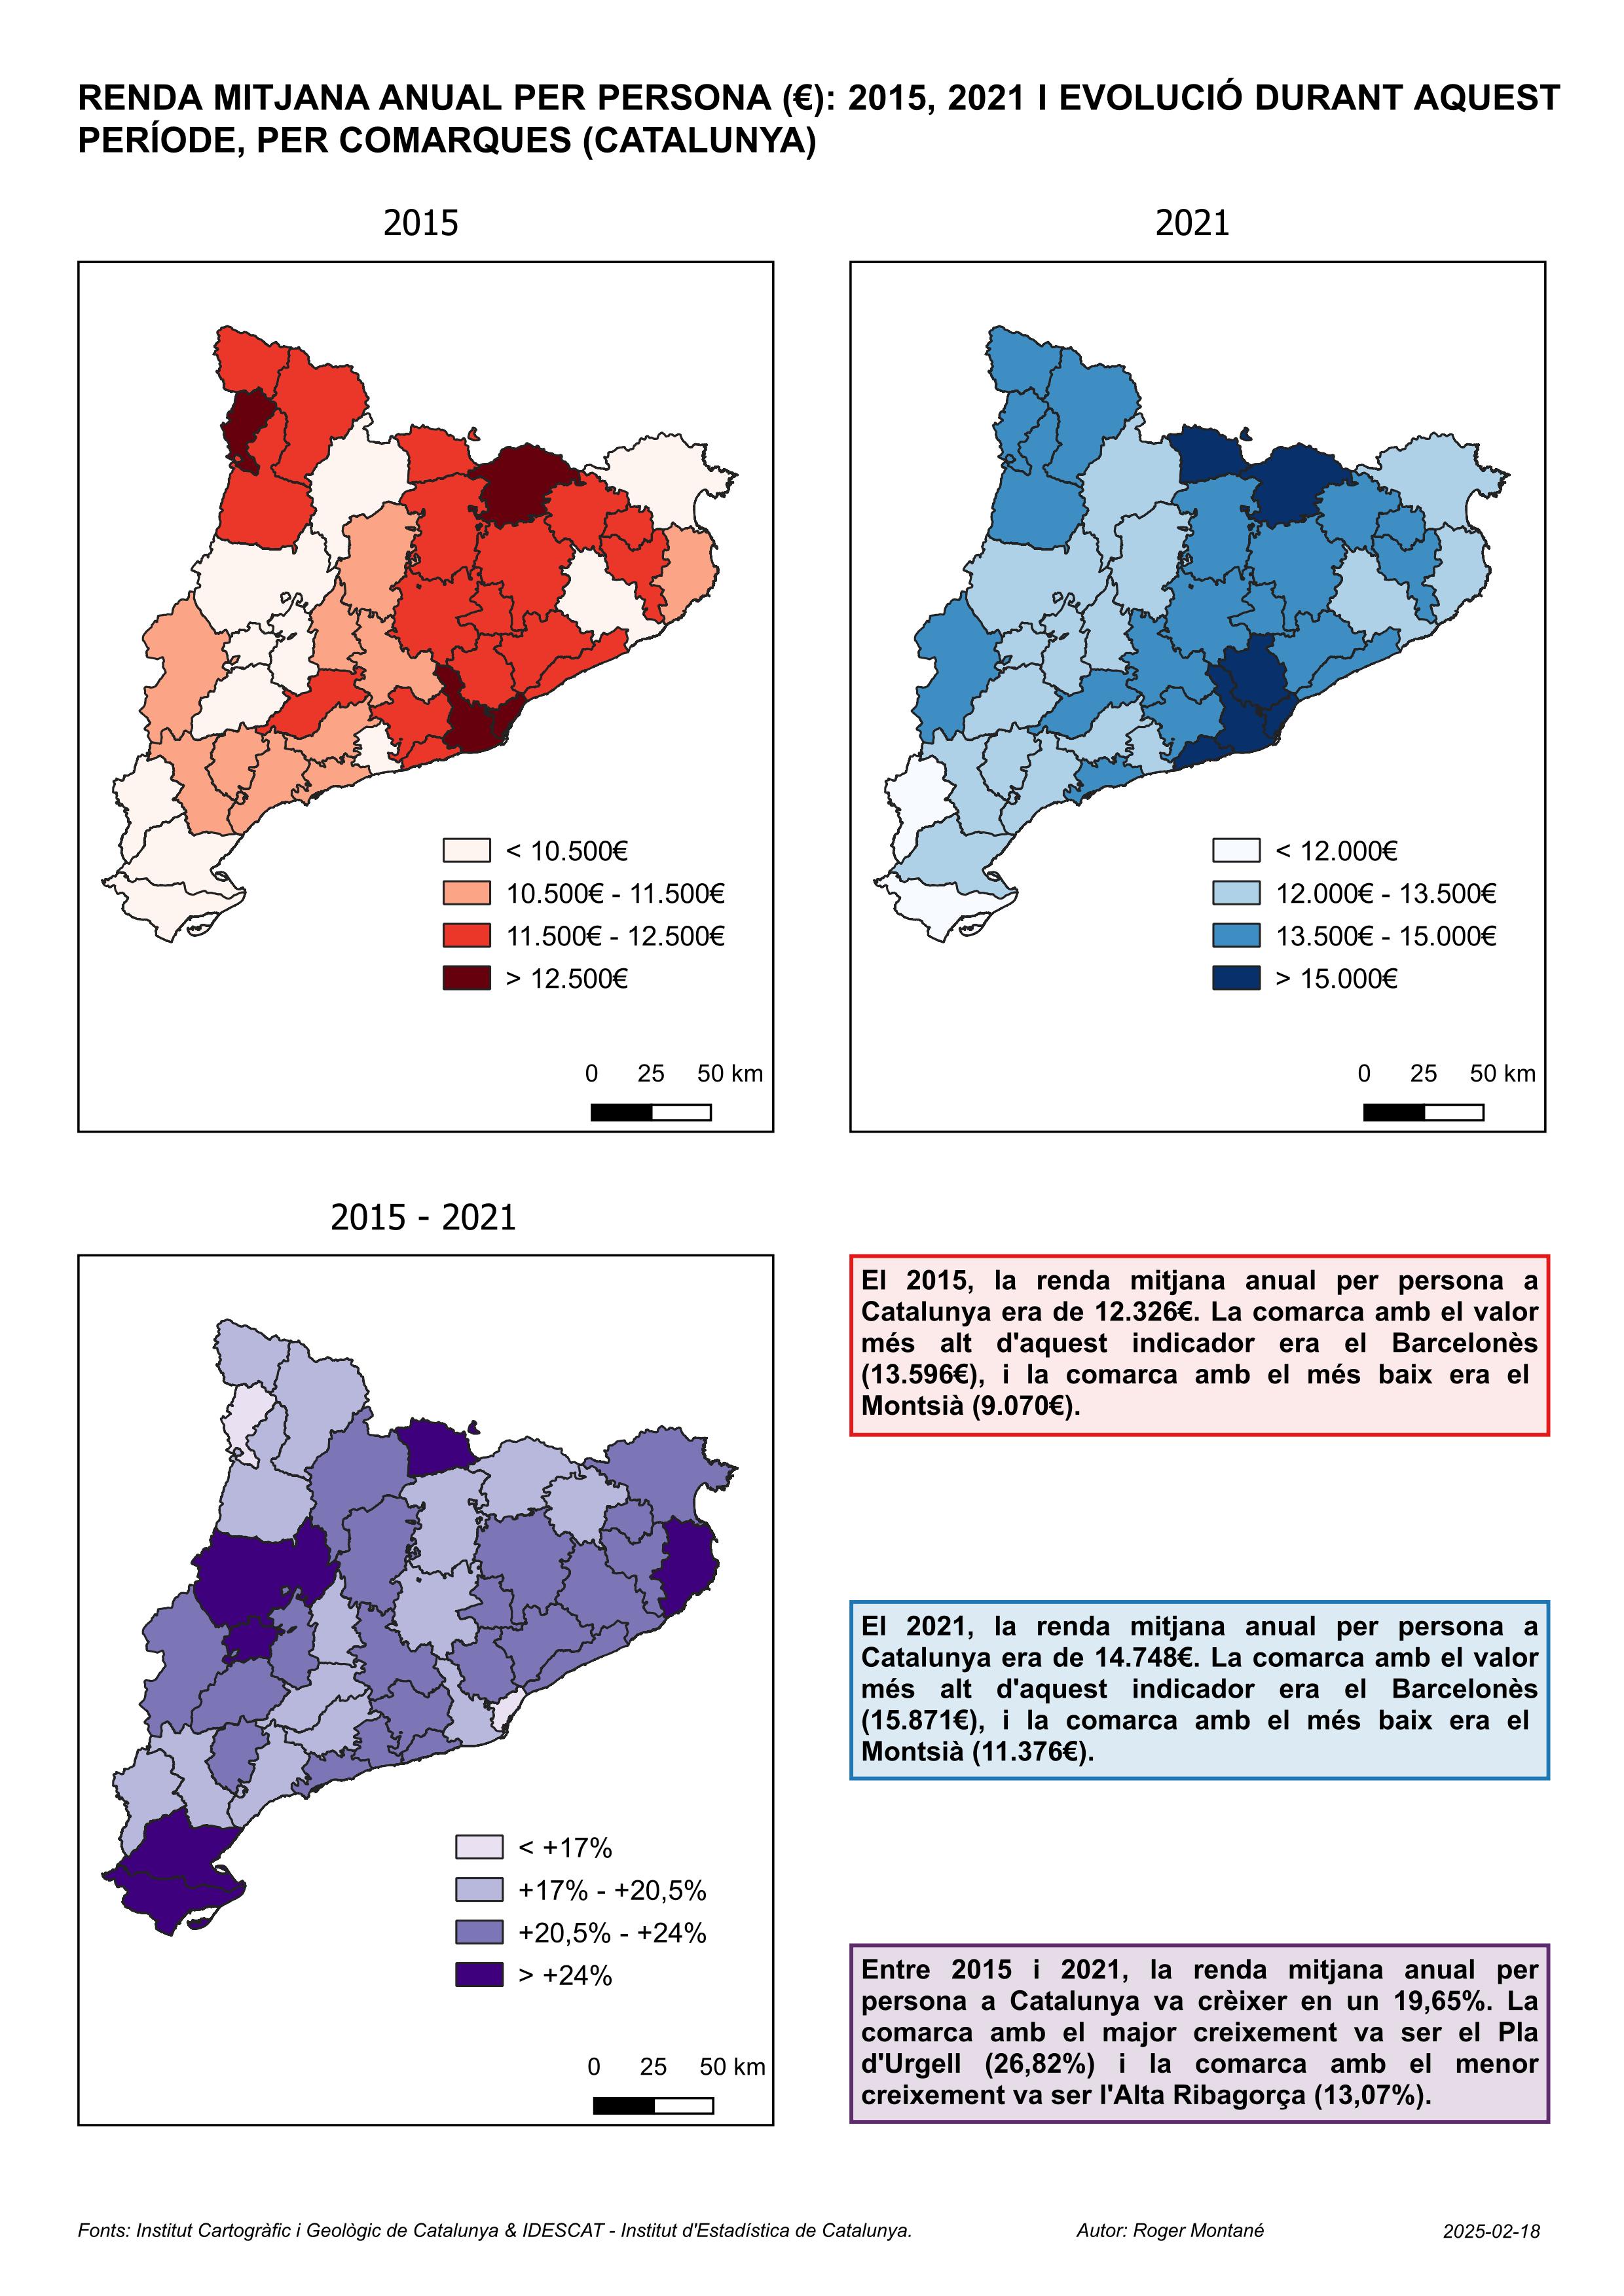 RENDA MITJANA ANUAL PER PERSONA (€): 2015, 2021 I EVOLUCIÓ DURANT AQUEST
PERÍODE, PER COMARQUES (CATALUNYA)
2015
< 10.500€
10.500€ - 11.500€
11.500€ - 12.500€
> 12.500€
0 25 50 km
2021
< 12.000€
12.000€ - 13.500€
13.500€ - 15.000€
> 15.000€
0 25 50 km
2015 - 2021
< +17%
+17% - +20,5%
+20,5% - +24%
> +24%
0 25 50 km
El 2015, la renda mitjana anual per persona a
Catalunya era de 12.326€. La comarca amb el valor
més alt d'aquest indicador era el Barcelonès
(13.596€), i la comarca amb el més baix era el
Montsià (9.070€).
El 2021, la renda mitjana anual per persona a
Catalunya era de 14.748€. La comarca amb el valor
més alt d'aquest indicador era el Barcelonès
(15.871€), i la comarca amb el més baix era el
Montsià (11.376€).
Entre 2015 i 2021, la renda mitjana anual per
persona a Catalunya va crèixer en un 19,65%. La
comarca amb el major creixement va ser el Pla
d'Urgell (26,82%) i la comarca amb el menor
creixement va ser l'Alta Ribagorça (13,07%).
Fonts: Institut Cartogràfic i Geològic de Catalunya & IDESCAT - Institut d'Estadística de Catalunya.
Autor: Roger Montané
2025-02-18